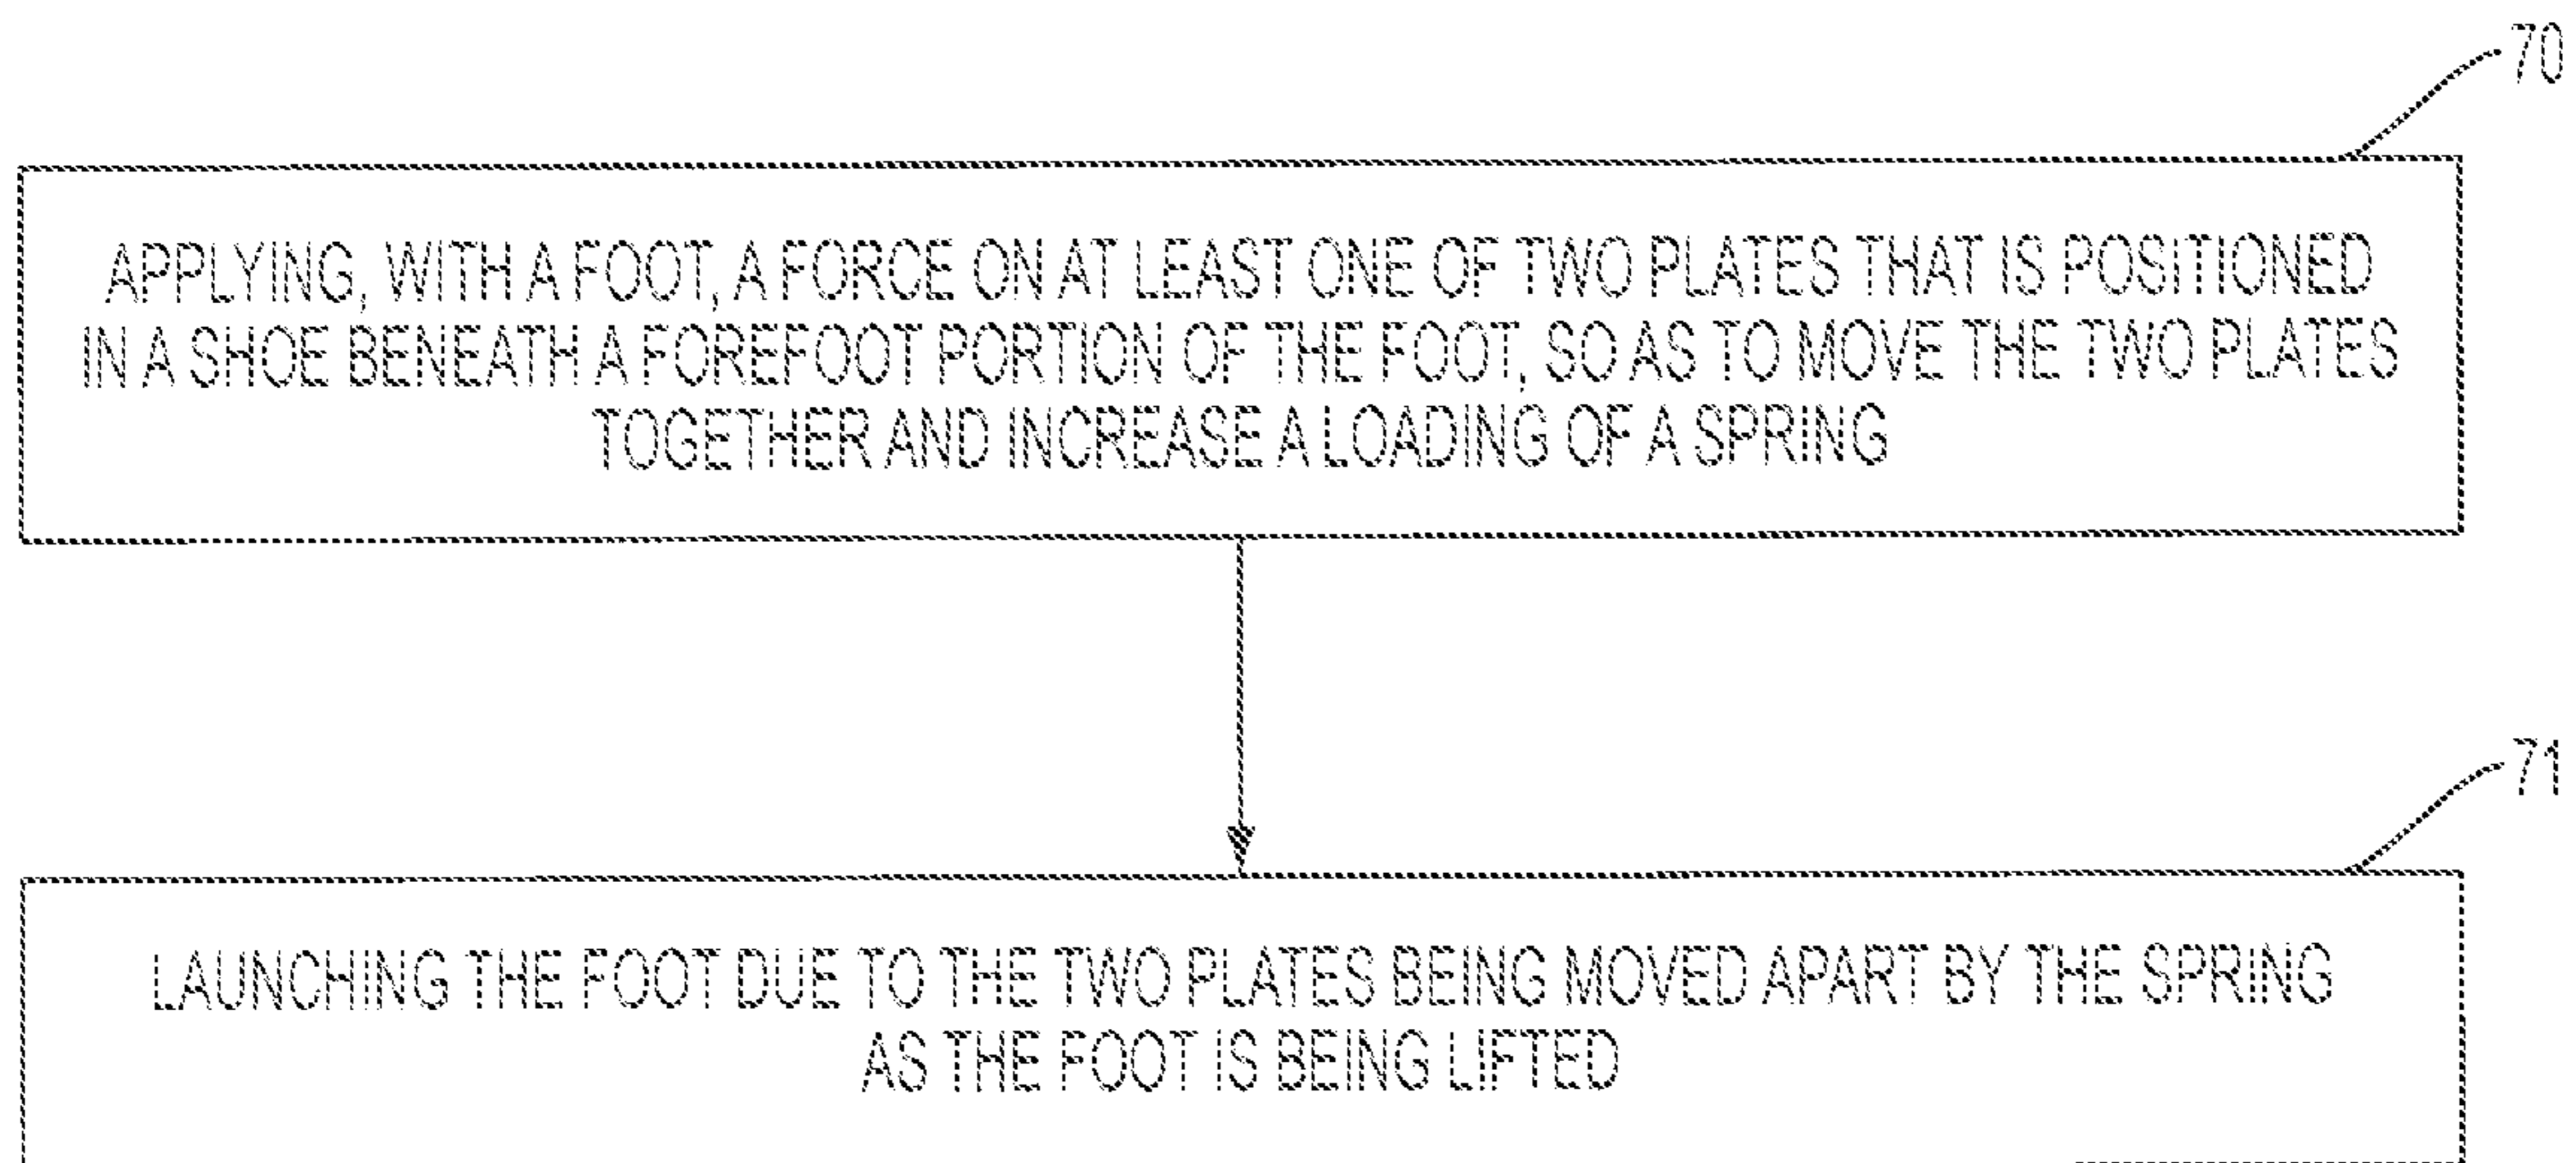 70
APPLYING, WITH A FOOT, A FORCE ON AT LEAST ONE OF TWO PLATES THAT IS POSITIONED
IN A SHOE BENEATH A FOREFOOT PORTION OF THE FOOT, SO AS TO MOVE THE TWO PLATES
TOGETHER AND INCREASE A LOADING OF A SPRING
71
LAUNCHING THE FOOT DUE TO THE TWO PLATES BEING MOVED APART BY THE SPRING
AS THE FOOT IS BEING LIFTED